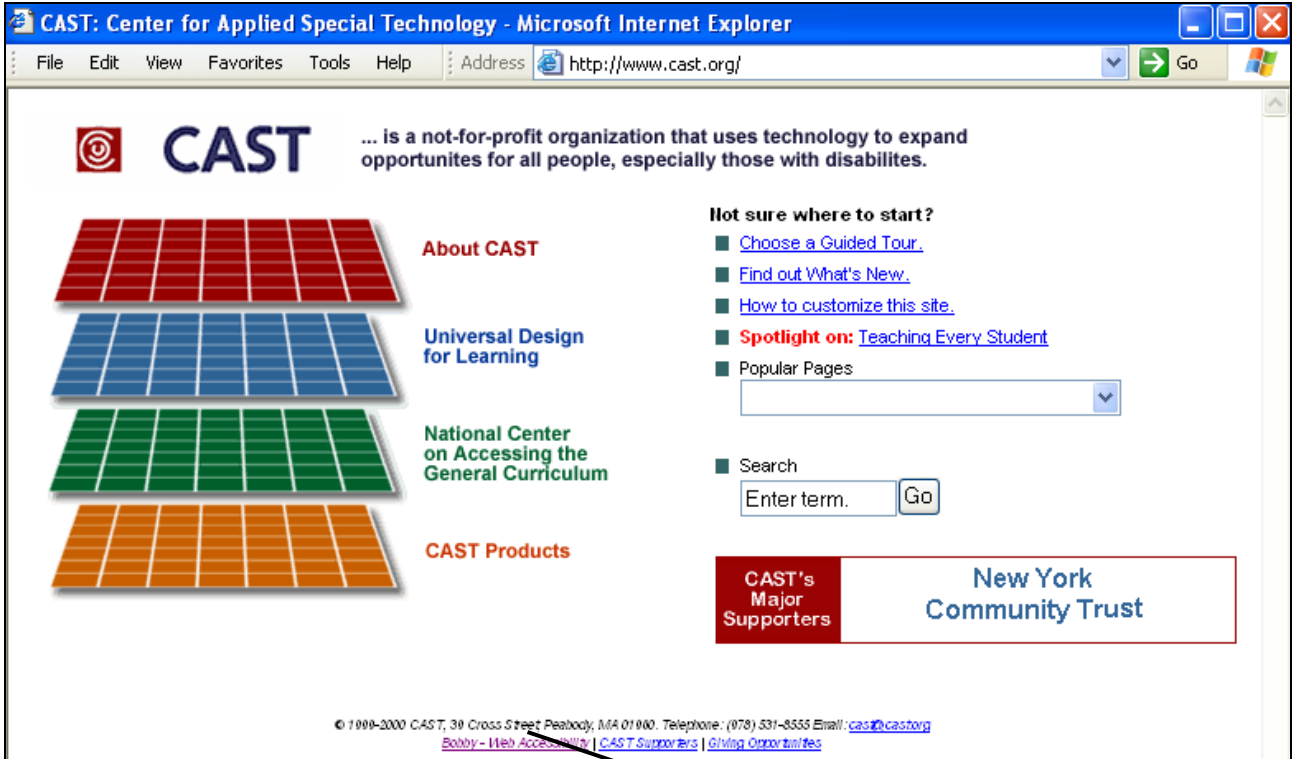 CAST: Center for Applied Special Technology - Microsoft Internet Explorer
File Edit View Favorites Tools Help Address http://www.cast.org/ Go
CAST
... is a not-for-profit organization that uses technology to expand
opportunites for all people, especially those with disabilites.
About CAST
Universal Design
for Learning
National Center
on Accessing the
General Curriculum
CAST Products
Not sure where to start?
Choose a Guided Tour.
Find out What's New.
How to customize this site.
Spotlight on: Teaching Every Student
Popular Pages
Search
Enter term. Go
CAST's
Major
Supporters
New York
Community Trust
© 1999-2000 CAST, 39 Cross Street Peabody, MA 01960. Telephone: (978) 531-8555 Email: cast@cast.org
Bobby - Web Accessibility | CAST Supporters | Giving Opportunites